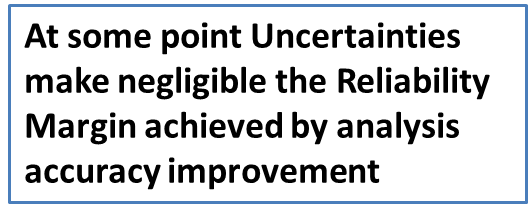 At some point Uncertainties
make negligible the Reliability
Margin achieved by analysis
accuracy improvement